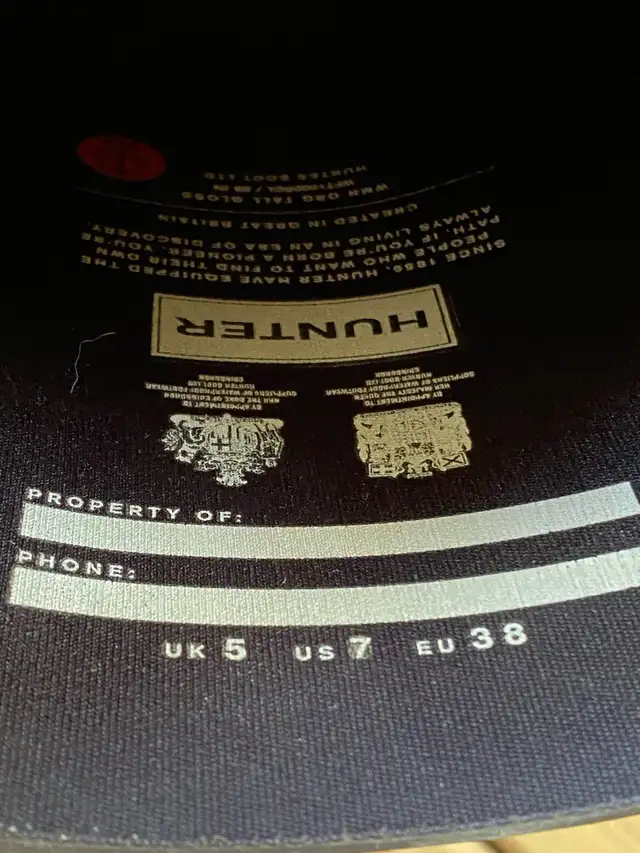 PROPERTY OF:
PHONE:
UK 5 US 7 EU 38
BY APPOINTMENT TO
HER MAJESTY THE QUEEN
SUPPLIERS OF WATERPROOF FOOTWEAR
HUNTER BOOT LTD
EDINBURGH
BY APPOINTMENT TO
HRH THE DUKE OF EDINBURGH
SUPPLIERS OF WATERPROOF FOOTWEAR
HUNTER BOOT LTD
EDINBURGH
HUNTER
SINCE 1856, HUNTER HAVE EQUIPPED THE
PEOPLE WHO WANT TO FIND THEIR OWN
PATH. IF YOU'RE BORN A PIONEER, YOU'RE
ALWAYS LIVING IN AN ERA OF DISCOVERY.
CREATED IN GREAT BRITAIN
WMN ORG TALL GLOSS
HUNTER BOOT LTD